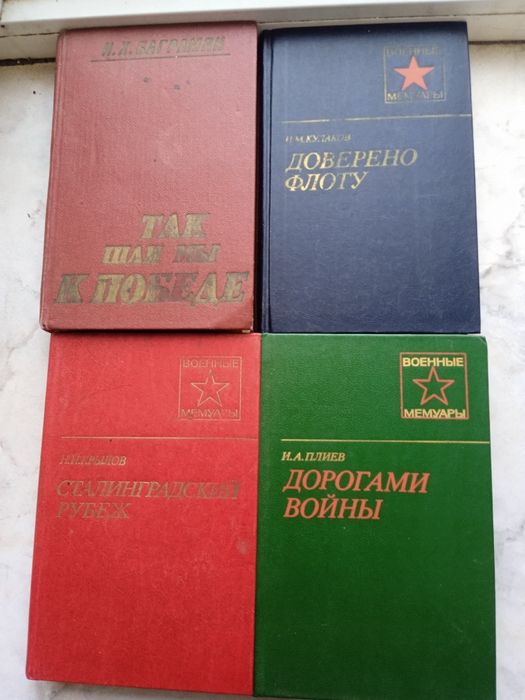 И. Х. БАГРАМЯН
ТАК
ШЛИ МЫ
К ПОБЕДЕ
ВОЕННЫЕ
МЕМУАРЫ
Н.М.КУЛАКОВ
ДОВЕРЕНО
ФЛОТУ
ВОЕННЫЕ
МЕМУАРЫ
Н.И.КРЫЛОВ
СТАЛИНГРАДСКИЙ
РУБЕЖ
ВОЕННЫЕ
МЕМУАРЫ
И.А.ПЛИЕВ
ДОРОГАМИ
ВОЙНЫ